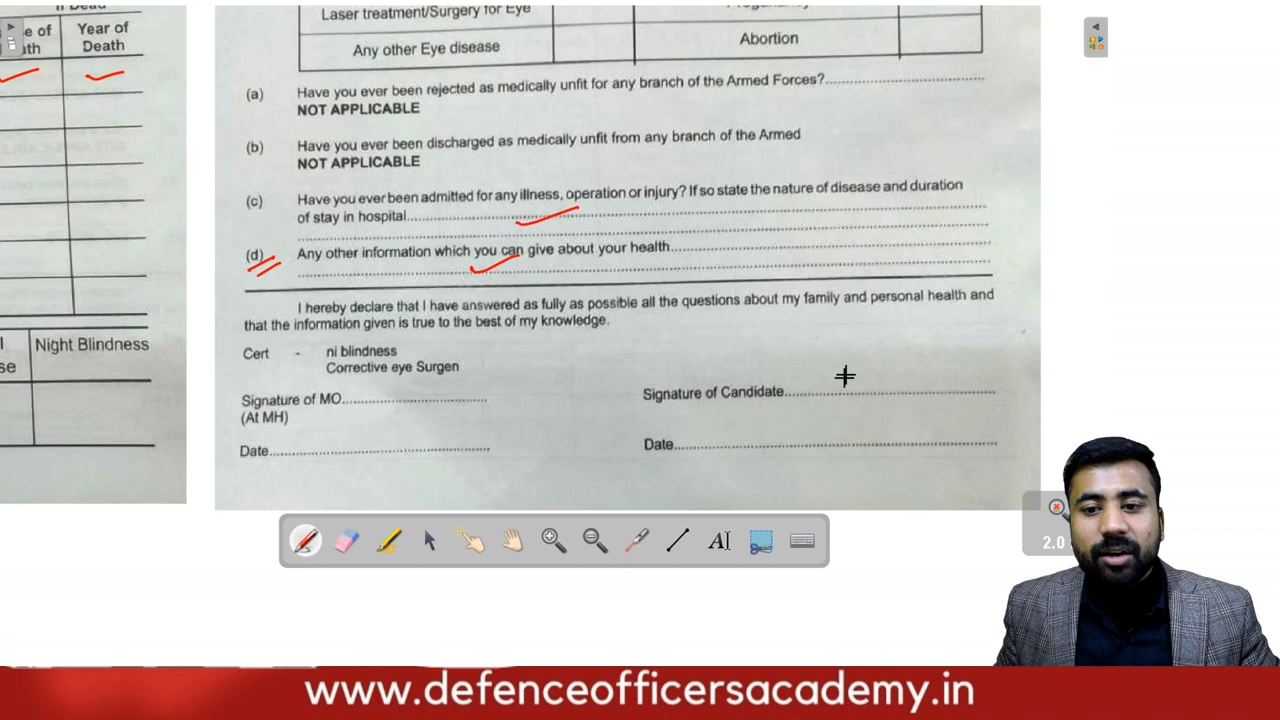 Year of
Death
e of
ath
Night Blindness
se
Laser treatment/Surgery for Eye
Any other Eye disease
Abortion
(a) Have you ever been rejected as medically unfit for any branch of the Armed Forces?
NOT APPLICABLE
(b) Have you ever been discharged as medically unfit from any branch of the Armed
NOT APPLICABLE
(c) Have you ever been admitted for any illness, operation or injury? If so state the nature of disease and duration
of stay in hospital
(d) Any other information which you can give about your health
I hereby declare that I have answered as fully as possible all the questions about my family and personal health and
that the information given is true to the best of my knowledge.
Cert - ni blindness
Corrective eye Surgen
Signature of MO
(At MH)
Signature of Candidate
Date
Date
2.0
www.defenceofficersacademy.in